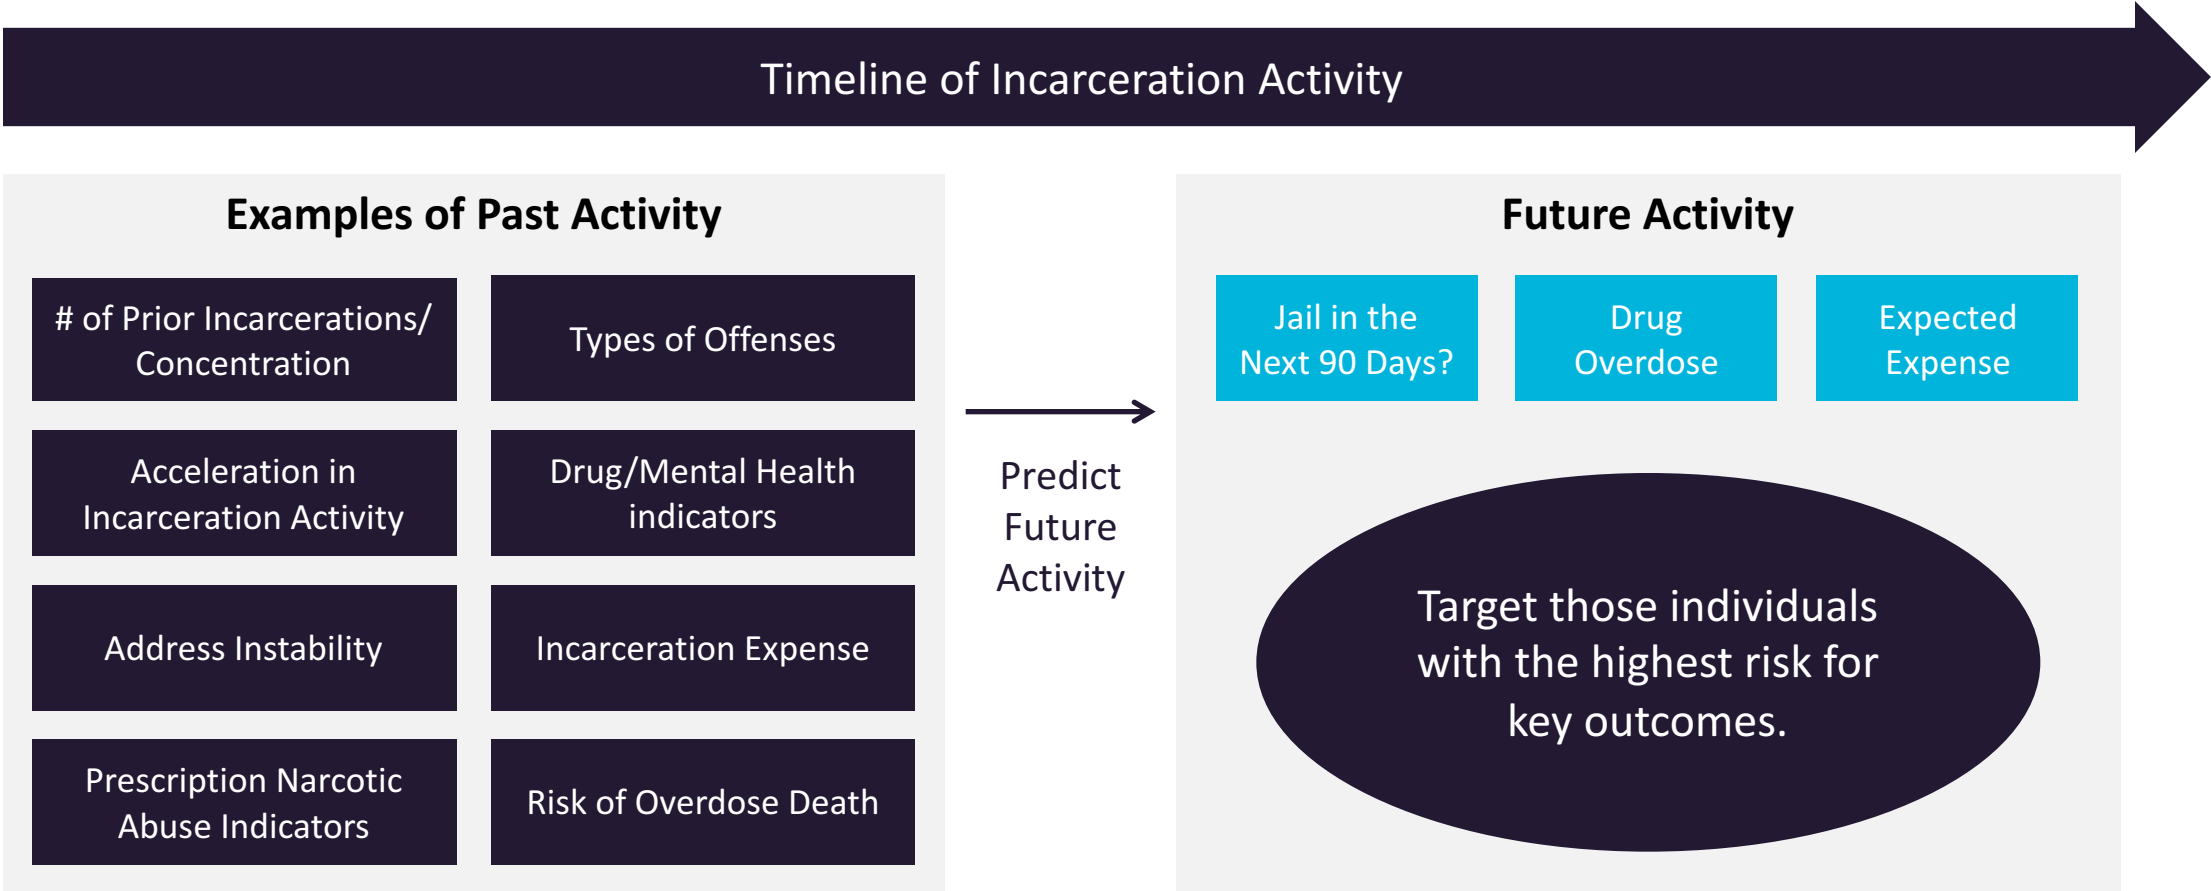 Timeline of Incarceration Activity
Examples of Past Activity
# of Prior Incarcerations/
Concentration
Types of Offenses
Acceleration in
Incarceration Activity
Drug/Mental Health
indicators
Address Instability
Incarceration Expense
Prescription Narcotic
Abuse Indicators
Risk of Overdose Death
Predict
Future
Activity
Future Activity
Jail in the
Next 90 Days?
Drug
Overdose
Expected
Expense
Target those individuals
with the highest risk for
key outcomes.